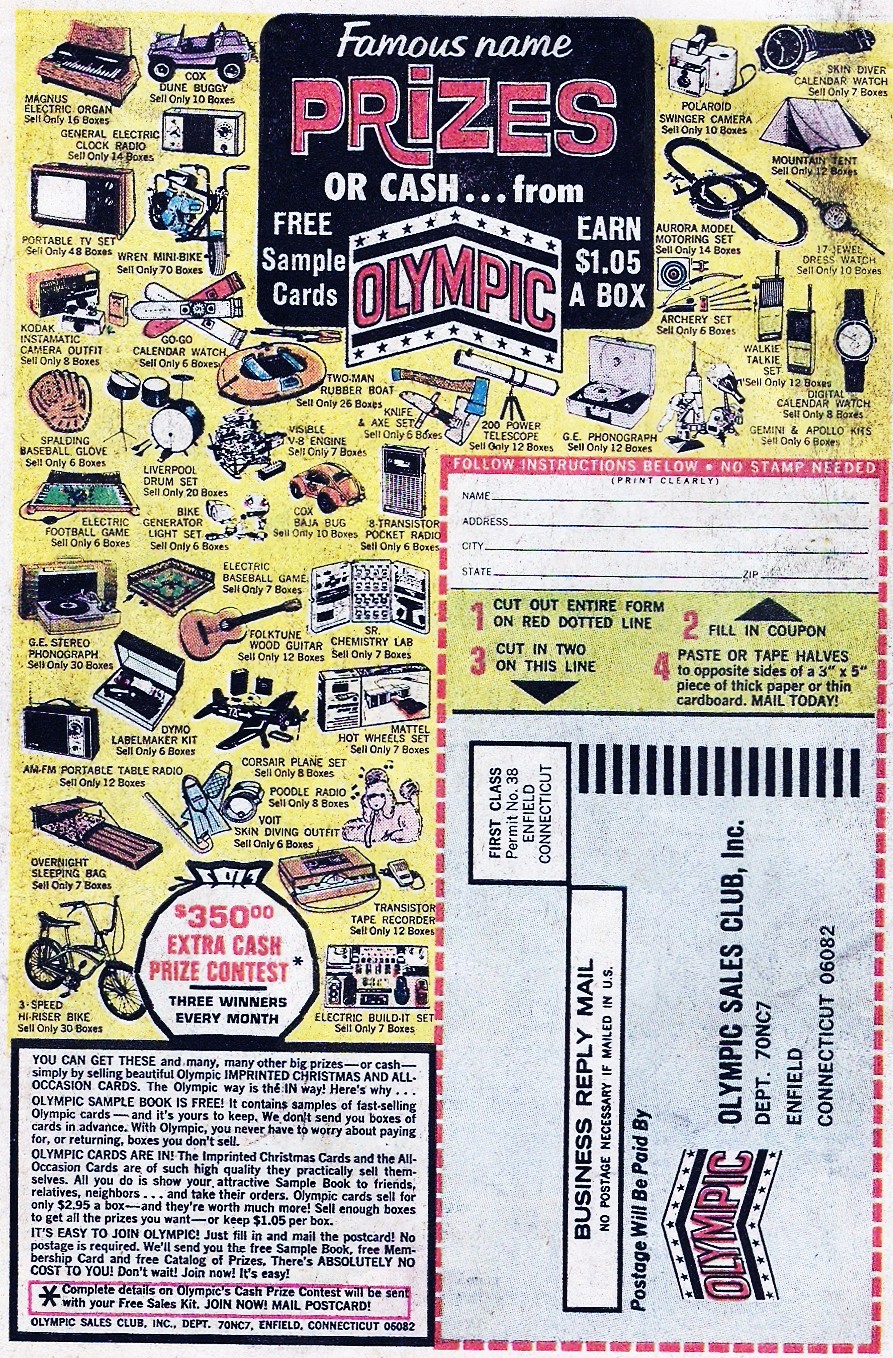 Famous name
PRiZES
OR CASH...from
FREE
Sample
Cards
OLYMPIC
EARN
$1.05
A BOX
MAGNUS
ELECTRIC ORGAN
Sell Only 16 Boxes
COX
DUNE BUGGY
Sell Only 10 Boxes
GENERAL ELECTRIC
CLOCK RADIO
Sell Only 14 Boxes
PORTABLE TV SET
Sell Only 48 Boxes
WREN MINI-BIKE
Sell Only 70 Boxes
KODAK
INSTAMATIC
CAMERA OUTFIT
Sell Only 8 Boxes
GO-GO
CALENDAR WATCH
Sell Only 6 Boxes
POLAROID
SWINGER CAMERA
Sell Only 10 Boxes
SKIN DIVER
CALENDAR WATCH
Sell Only 7 Boxes
MOUNTAIN TENT
Sell Only 12 Boxes
AURORA MODEL
MOTORING SET
Sell Only 14 Boxes
17-JEWEL
DRESS WATCH
Sell Only 10 Boxes
ARCHERY SET
Sell Only 6 Boxes
WALKIE
TALKIE
SET
Sell Only 12 Boxes
DIGITAL
CALENDAR WATCH
Sell Only 8 Boxes
TWO-MAN
RUBBER BOAT
Sell Only 26 Boxes
KNIFE
& AXE SET
Sell Only 6 Boxes
200 POWER
TELESCOPE
Sell Only 12 Boxes
G.E. PHONOGRAPH
Sell Only 12 Boxes
GEMINI & APOLLO KITS
Sell Only 6 Boxes
SPALDING
BASEBALL GLOVE
Sell Only 6 Boxes
LIVERPOOL
DRUM SET
Sell Only 20 Boxes
VISIBLE
V-8 ENGINE
Sell Only 7 Boxes
ELECTRIC
FOOTBALL GAME
Sell Only 6 Boxes
BIKE
GENERATOR
LIGHT SET
Sell Only 6 Boxes
COX
BAJA BUG
Sell Only 10 Boxes
8-TRANSISTOR
POCKET RADIO
Sell Only 6 Boxes
G.E. STEREO
PHONOGRAPH
Sell Only 30 Boxes
ELECTRIC
BASEBALL GAME
Sell Only 7 Boxes
FOLKTUNE
WOOD GUITAR
Sell Only 12 Boxes
SR.
CHEMISTRY LAB
Sell Only 7 Boxes
DYMO
LABELMAKER KIT
Sell Only 6 Boxes
MATTEL
HOT WHEELS SET
Sell Only 7 Boxes
AM-FM PORTABLE TABLE RADIO
Sell Only 12 Boxes
CORSAIR PLANE SET
Sell Only 8 Boxes
POODLE RADIO
Sell Only 8 Boxes
VOIT
SKIN DIVING OUTFIT
Sell Only 6 Boxes
OVERNIGHT
SLEEPING BAG
Sell Only 7 Boxes
TRANSISTOR
TAPE RECORDER
Sell Only 12 Boxes
3-SPEED
HI-RISER BIKE
Sell Only 30 Boxes
$35000
EXTRA CASH
PRIZE CONTEST*
THREE WINNERS
EVERY MONTH
ELECTRIC BUILD-IT SET
Sell Only 7 Boxes
YOU CAN GET THESE and many, many other big prizes—or cash—
simply by selling beautiful Olympic IMPRINTED CHRISTMAS AND ALL-
OCCASION CARDS. The Olympic way is the IN way! Here's why . . .
OLYMPIC SAMPLE BOOK IS FREE! It contains samples of fast-selling
Olympic cards — and it's yours to keep. We don't send you boxes of
cards in advance. With Olympic, you never have to worry about paying
for, or returning, boxes you don't sell.
OLYMPIC CARDS ARE IN! The Imprinted Christmas Cards and the All-
Occasion Cards are of such high quality they practically sell them-
selves. All you do is show your attractive Sample Book to friends,
relatives, neighbors . . . and take their orders. Olympic cards sell for
only $2.95 a box—and they're worth much more! Sell enough boxes
to get all the prizes you want—or keep $1.05 per box.
IT'S EASY TO JOIN OLYMPIC! Just fill in and mail the postcard! No
postage is required. We'll send you the free Sample Book, free Mem-
bership Card and free Catalog of Prizes. There's ABSOLUTELY NO
COST TO YOU! Don't wait! Join now! It's easy!
* Complete details on Olympic's Cash Prize Contest will be sent
with your Free Sales Kit. JOIN NOW! MAIL POSTCARD!
OLYMPIC SALES CLUB, INC., DEPT. 70NC7, ENFIELD, CONNECTICUT 06082
FOLLOW INSTRUCTIONS BELOW • NO STAMP NEEDED
(PRINT CLEARLY)
NAME
ADDRESS
CITY
STATE ZIP
1 CUT OUT ENTIRE FORM
ON RED DOTTED LINE
2 FILL IN COUPON
3 CUT IN TWO
ON THIS LINE
4 PASTE OR TAPE HALVES
to opposite sides of a 3" x 5"
piece of thick paper or thin
cardboard. MAIL TODAY!
FIRST CLASS
Permit No. 38
ENFIELD
CONNECTICUT
BUSINESS REPLY MAIL
NO POSTAGE NECESSARY IF MAILED IN U.S.
Postage Will Be Paid By
OLYMPIC
OLYMPIC SALES CLUB, Inc.
DEPT. 70NC7
ENFIELD
CONNECTICUT 06082